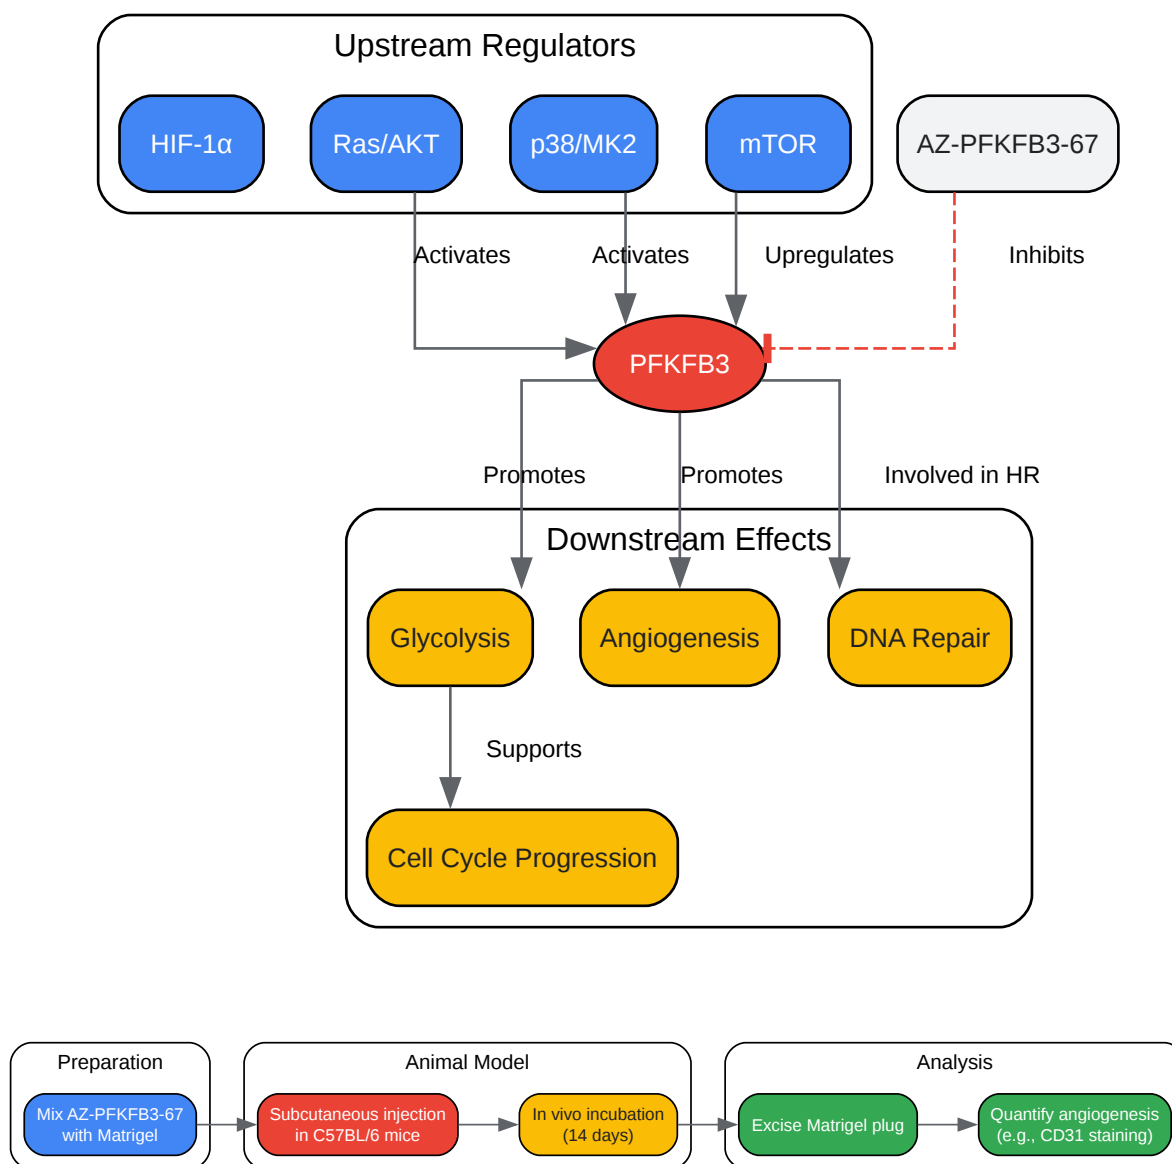 Upstream Regulators
HIF-1α
Ras/AKT
p38/MK2
mTOR
AZ-PFKFB3-67
Activates
Activates
Upregulates
Inhibits
PFKFB3
Promotes
Promotes
Involved in HR
Downstream Effects
Glycolysis
Angiogenesis
DNA Repair
Supports
Cell Cycle Progression
Preparation
Mix AZ-PFKFB3-67
with Matrigel
Animal Model
Subcutaneous injection
in C57BL/6 mice
In vivo incubation
(14 days)
Analysis
Excise Matrigel plug
Quantify angiogenesis
(e.g., CD31 staining)